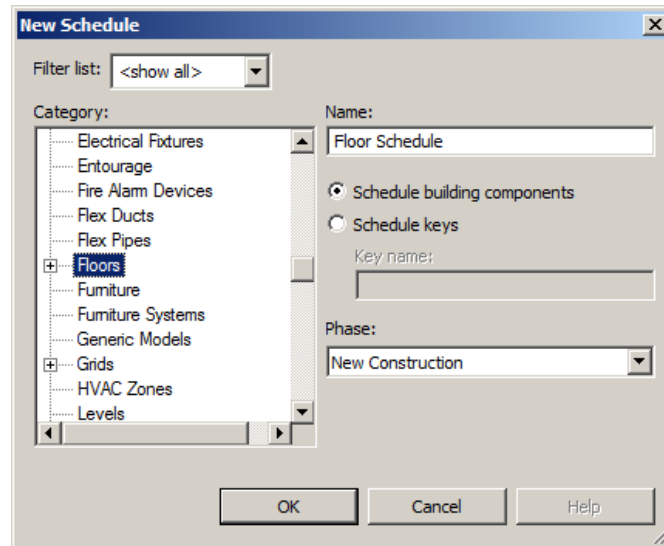 New Schedule
Filter list: <show all>
Category:
Electrical Fixtures
Entourage
Fire Alarm Devices
Flex Ducts
Flex Pipes
Floors
Furniture
Furniture Systems
Generic Models
Grids
HVAC Zones
Levels
Name:
Floor Schedule
Schedule building components
Schedule keys
Key name:
Phase:
New Construction
OK Cancel Help